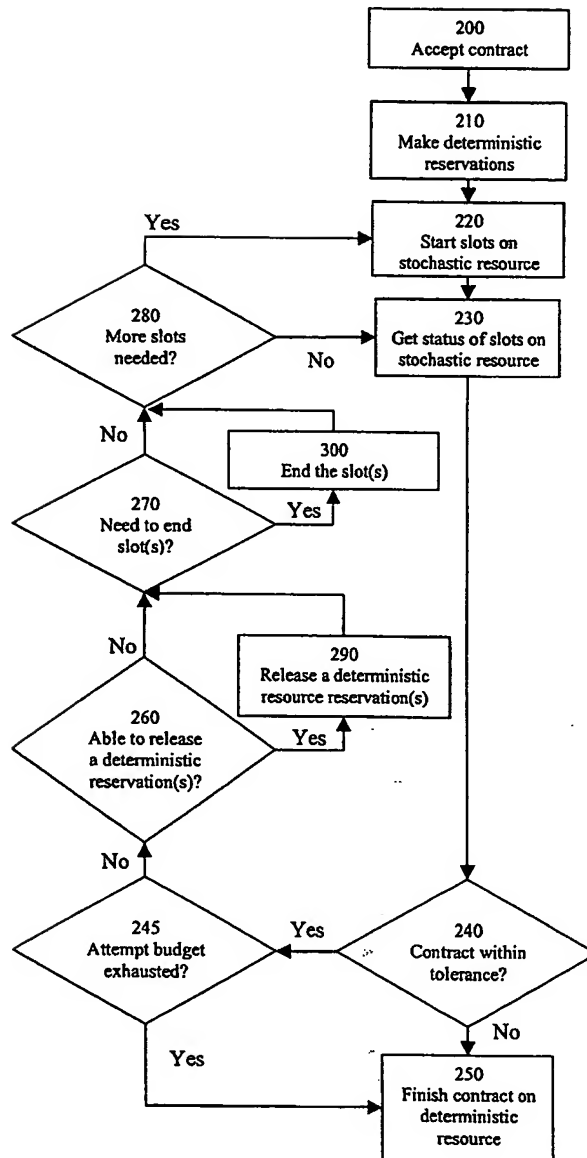 200
Accept contract
210
Make deterministic
reservations
Yes
220
Start slots on
stochastic resource
280
More slots
needed?
No
230
Get status of slots on
stochastic resource
No
300
End the slot(s)
270
Need to end
slot(s)?
Yes
No
290
Release a deterministic
resource reservation(s)
260
Able to release
a deterministic
reservation(s)?
Yes
No
245
Attempt budget
exhausted?
Yes
240
Contract within
tolerance?
No
Yes
250
Finish contract on
deterministic
resource